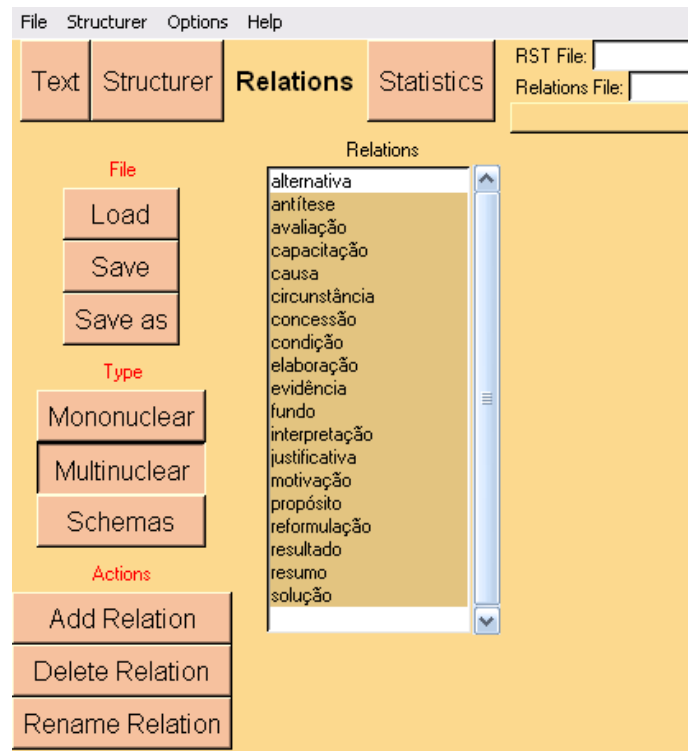 File Structurer Options Help
Text Structurer Relations Statistics
RST File:
Relations File:
Relations
File
Load
Save
Save as
Type
Mononuclear
Multinuclear
Schemas
Actions
Add Relation
Delete Relation
Rename Relation
alternativa
antítese
avaliação
capacitação
causa
circunstância
concessão
condição
elaboração
evidência
fundo
interpretação
justificativa
motivação
propósito
reformulação
resultado
resumo
solução